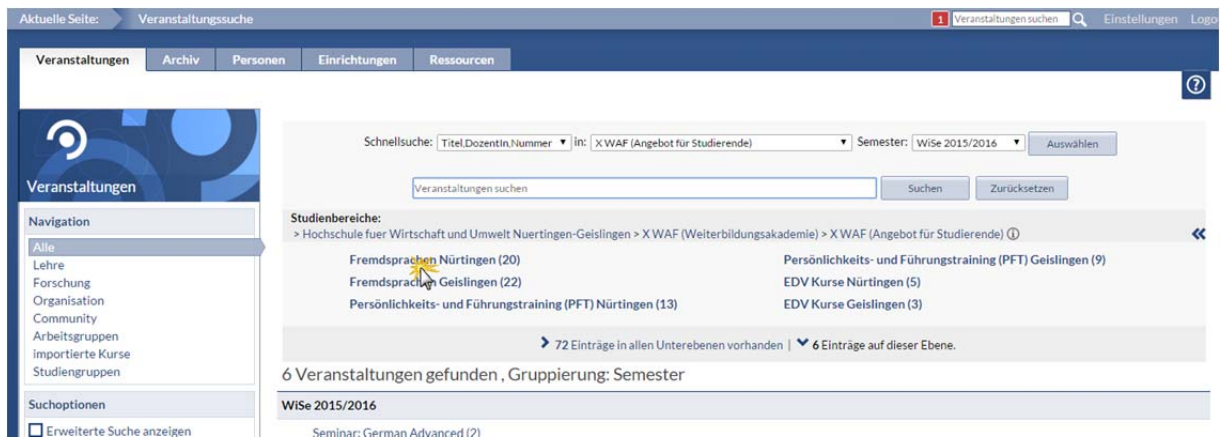 Aktuelle Seite: Veranstaltungssuche 1 Veranstaltungen suchen Einstellungen Logo
Veranstaltungen Archiv Personen Einrichtungen Ressourcen
?
Veranstaltungen
Navigation
Alle
Lehre
Forschung
Organisation
Community
Arbeitsgruppen
importierte Kurse
Studiengruppen
Suchoptionen
Erweiterte Suche anzeigen
Schnellsuche: Titel,DozentIn,Nummer in: X WAF (Angebot für Studierende) Semester: WiSe 2015/2016 Auswählen
Veranstaltungen suchen Suchen Zurücksetzen
Studienbereiche:
> Hochschule fuer Wirtschaft und Umwelt Nuertingen-Geislingen > X WAF (Weiterbildungsakademie) > X WAF (Angebot für Studierende)
Fremdsprachen Nürtingen (20) Persönlichkeits- und Führungstraining (PFT) Geislingen (9)
Fremdsprachen Geislingen (22) EDV Kurse Nürtingen (5)
Persönlichkeits- und Führungstraining (PFT) Nürtingen (13) EDV Kurse Geislingen (3)
72 Einträge in allen Unterebenen vorhanden | 6 Einträge auf dieser Ebene.
6 Veranstaltungen gefunden , Gruppierung: Semester
WiSe 2015/2016
Seminar: German Advanced (2)